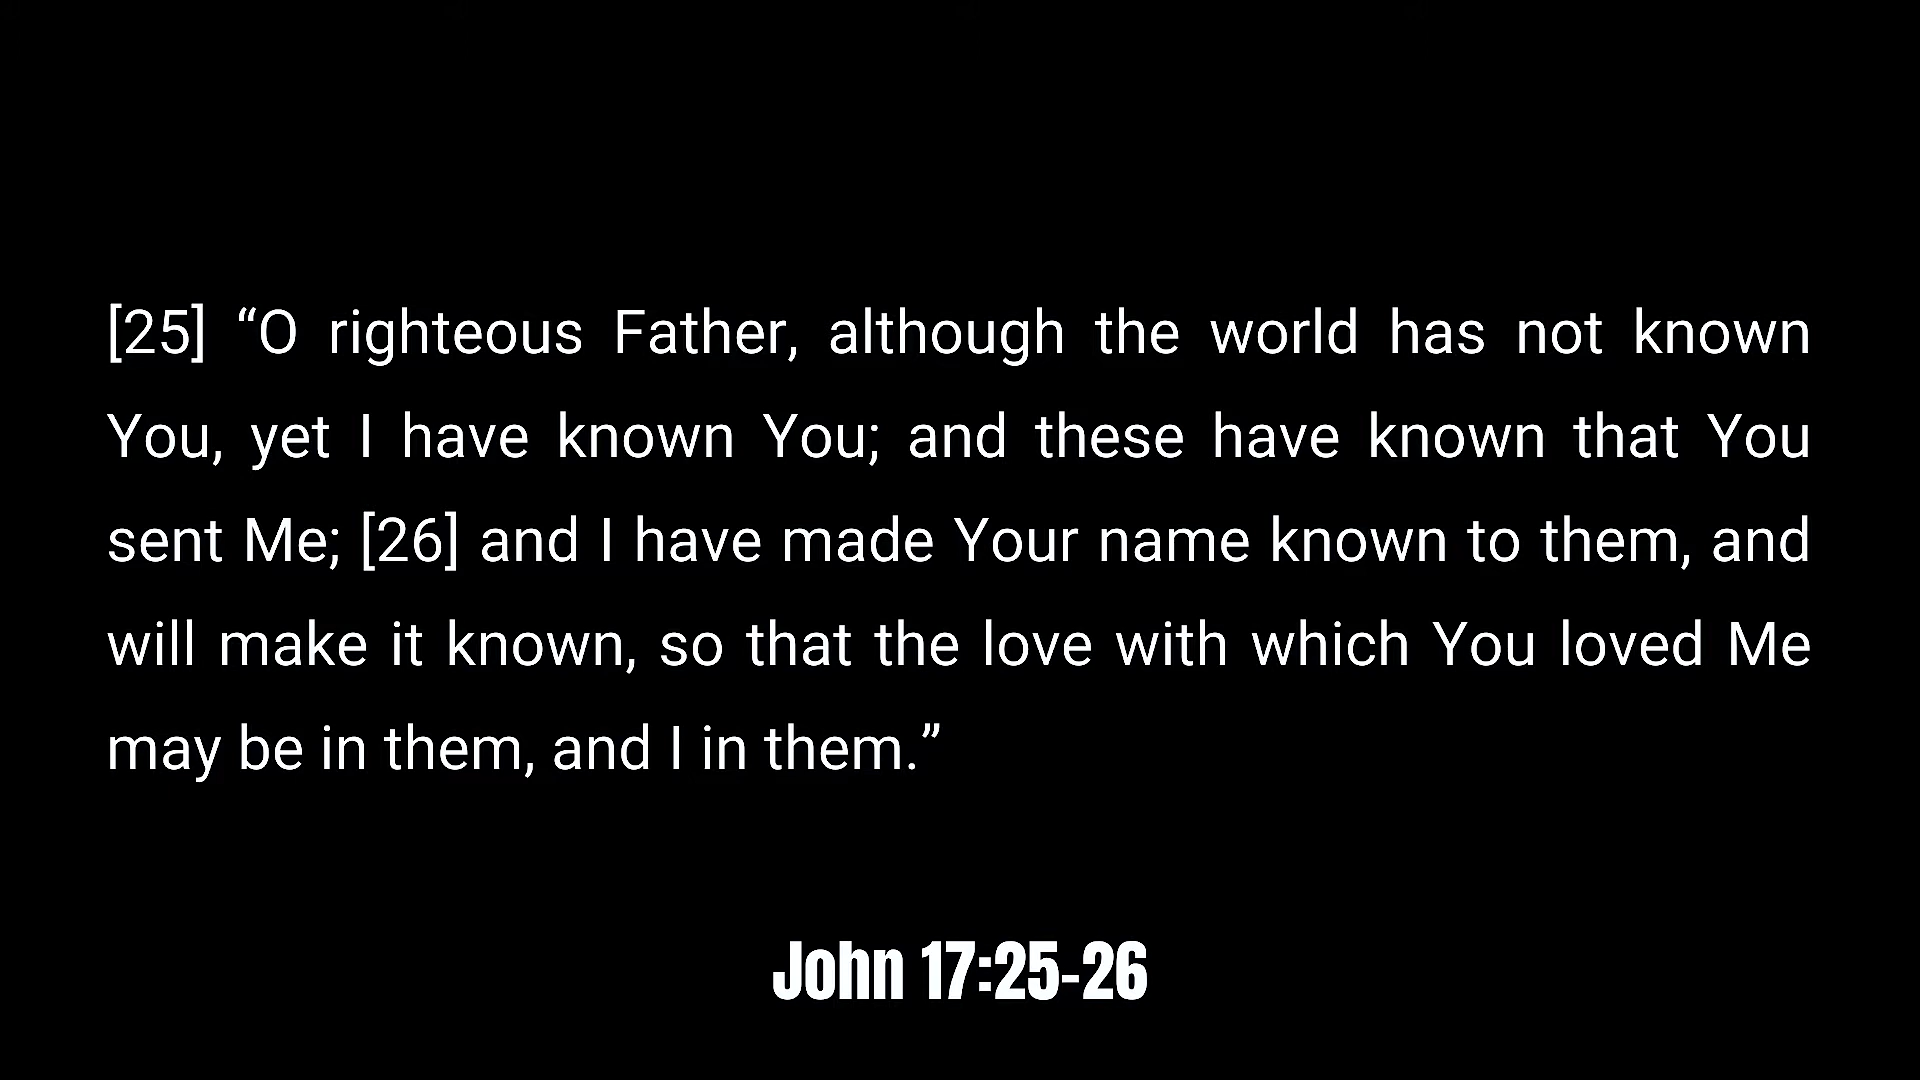 [25] “O righteous Father, although the world has not known
You, yet I have known You; and these have known that You
sent Me; [26] and I have made Your name known to them, and
will make it known, so that the love with which You loved Me
may be in them, and I in them.”
John 17:25-26